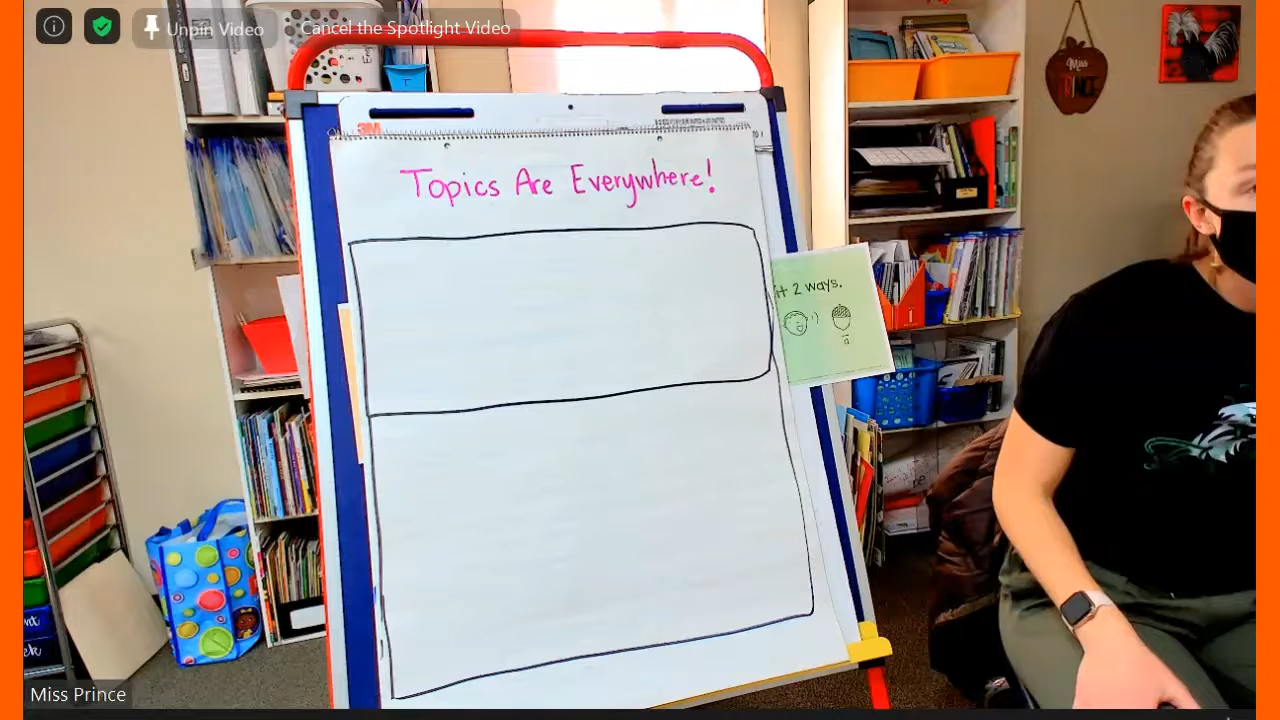 Unpin Video
Cancel the Spotlight Video
Miss
3M
Topics Are Everywhere!
it 2 ways.
ā
Miss Prince